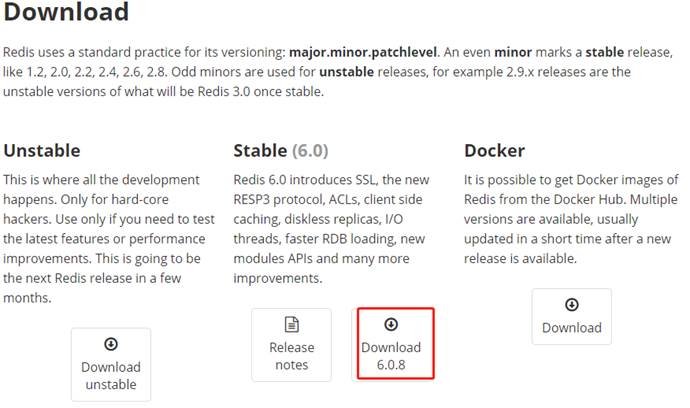 Download
Redis uses a standard practice for its versioning: major.minor.patchlevel. An even minor marks a stable release,
like 1.2, 2.0, 2.2, 2.4, 2.6, 2.8. Odd minors are used for unstable releases, for example 2.9.x releases are the
unstable versions of what will be Redis 3.0 once stable.
Unstable
This is where all the development
happens. Only for hard-core
hackers. Use only if you need to test
the latest features or performance
improvements. This is going to be
the next Redis release in a few
months.
Download
unstable
Stable (6.0)
Redis 6.0 introduces SSL, the new
RESP3 protocol, ACLs, client side
caching, diskless replicas, I/O
threads, faster RDB loading, new
modules APIs and many more
improvements.
Release
notes
Download
6.0.8
Docker
It is possible to get Docker images of
Redis from the Docker Hub. Multiple
versions are available, usually
updated in a short time after a new
release is available.
Download